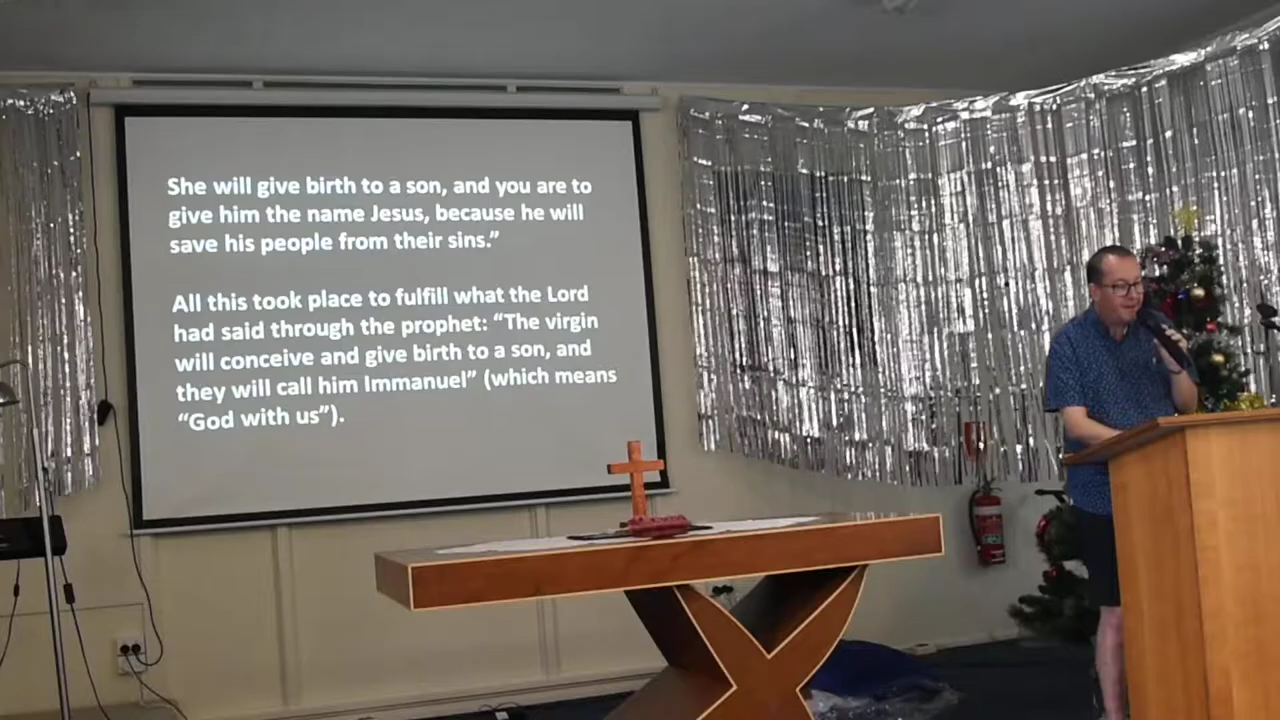 She will give birth to a son, and you are to
give him the name Jesus, because he will
save his people from their sins.”
All this took place to fulfill what the Lord
had said through the prophet: “The virgin
will conceive and give birth to a son, and
they will call him Immanuel” (which means
“God with us”).